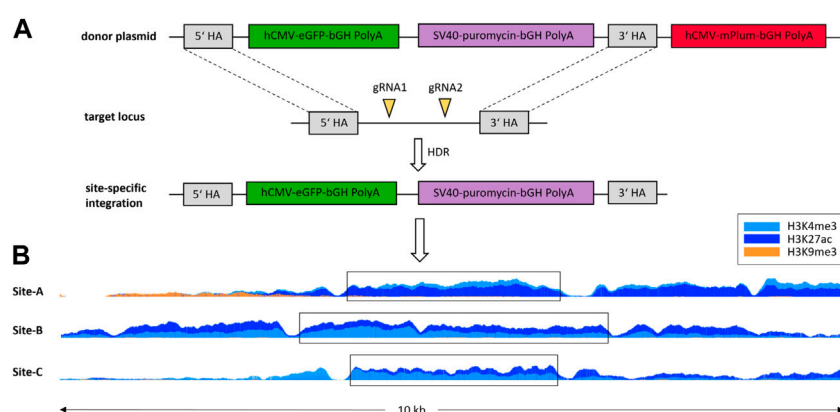 A
donor plasmid
5‘ HA
hCMV-eGFP-bGH PolyA
SV40-puromycin-bGH PolyA
3‘ HA
hCMV-mPlum-bGH PolyA
gRNA1
gRNA2
target locus
5‘ HA
3‘ HA
HDR
site-specific
integration
5‘ HA
hCMV-eGFP-bGH PolyA
SV40-puromycin-bGH PolyA
3‘ HA
B
H3K4me3
H3K27ac
H3K9me3
Site-A
Site-B
Site-C
10 kb